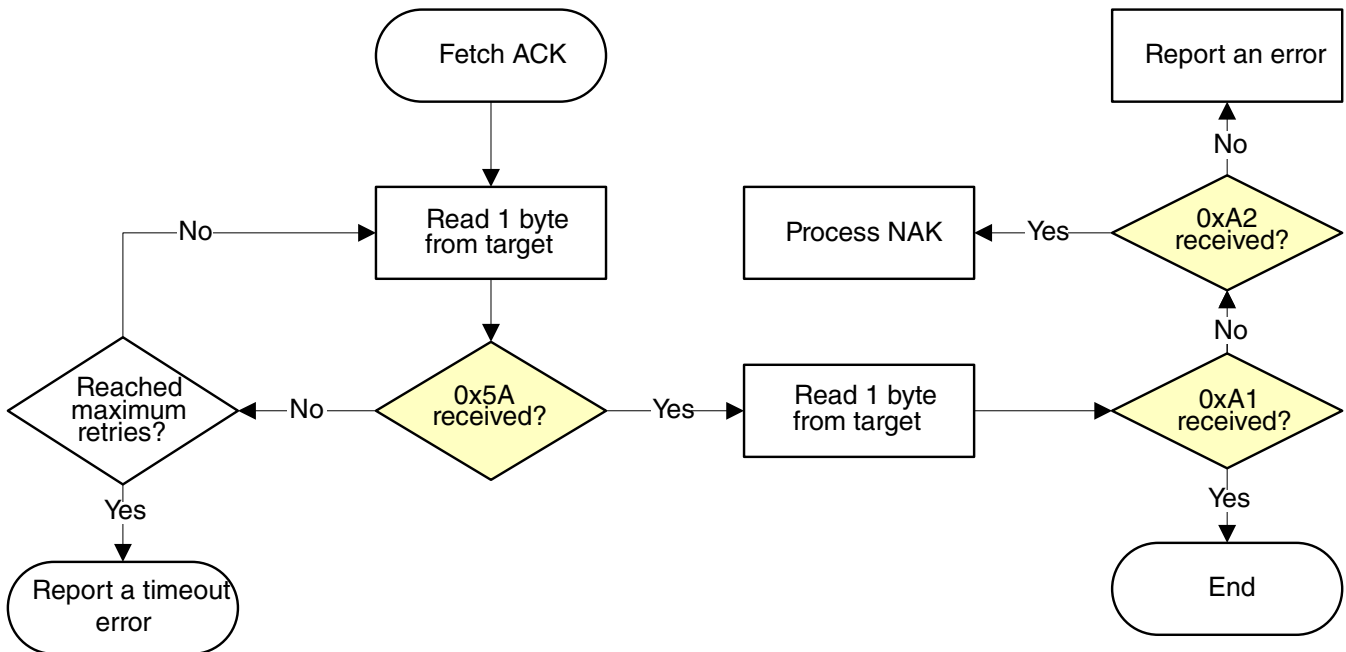 Fetch ACK
Report an error
No
Read 1 byte
from target
No
Process NAK
Yes
0xA2
received?
No
Reached
maximum
retries?
No
0x5A
received?
Yes
Read 1 byte
from target
0xA1
received?
Yes
Yes
Report a timeout
error
End